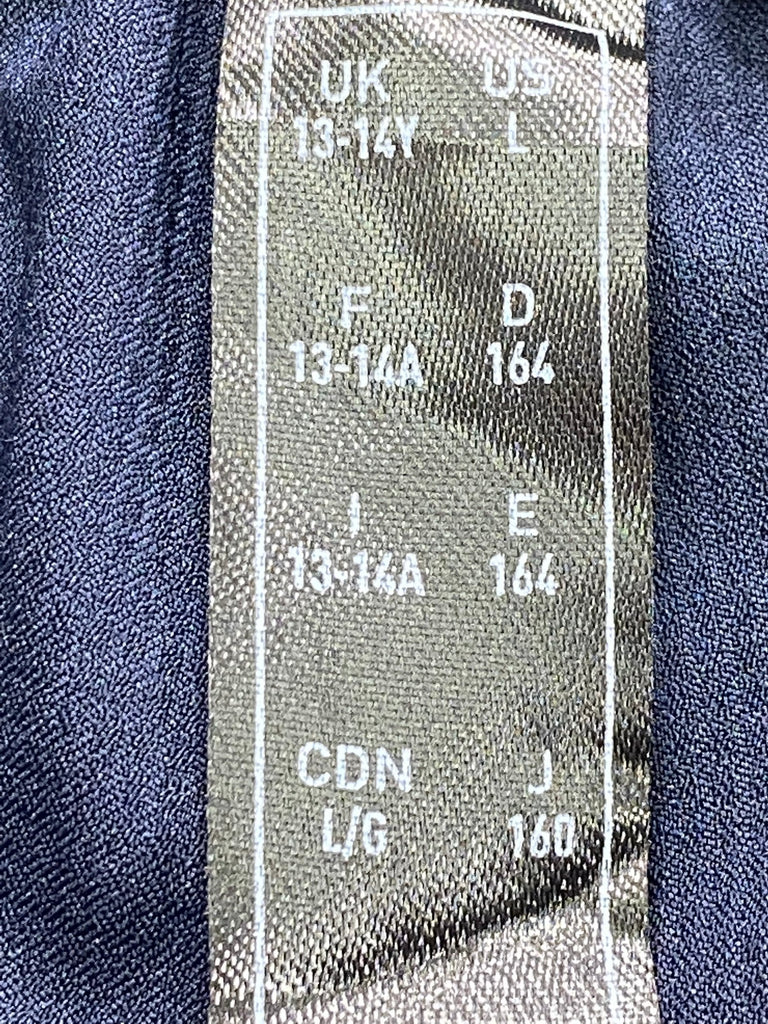 UK US
13-14Y L
F D
13-14A 164
I E
13-14A 164
CDN J
L/G 160